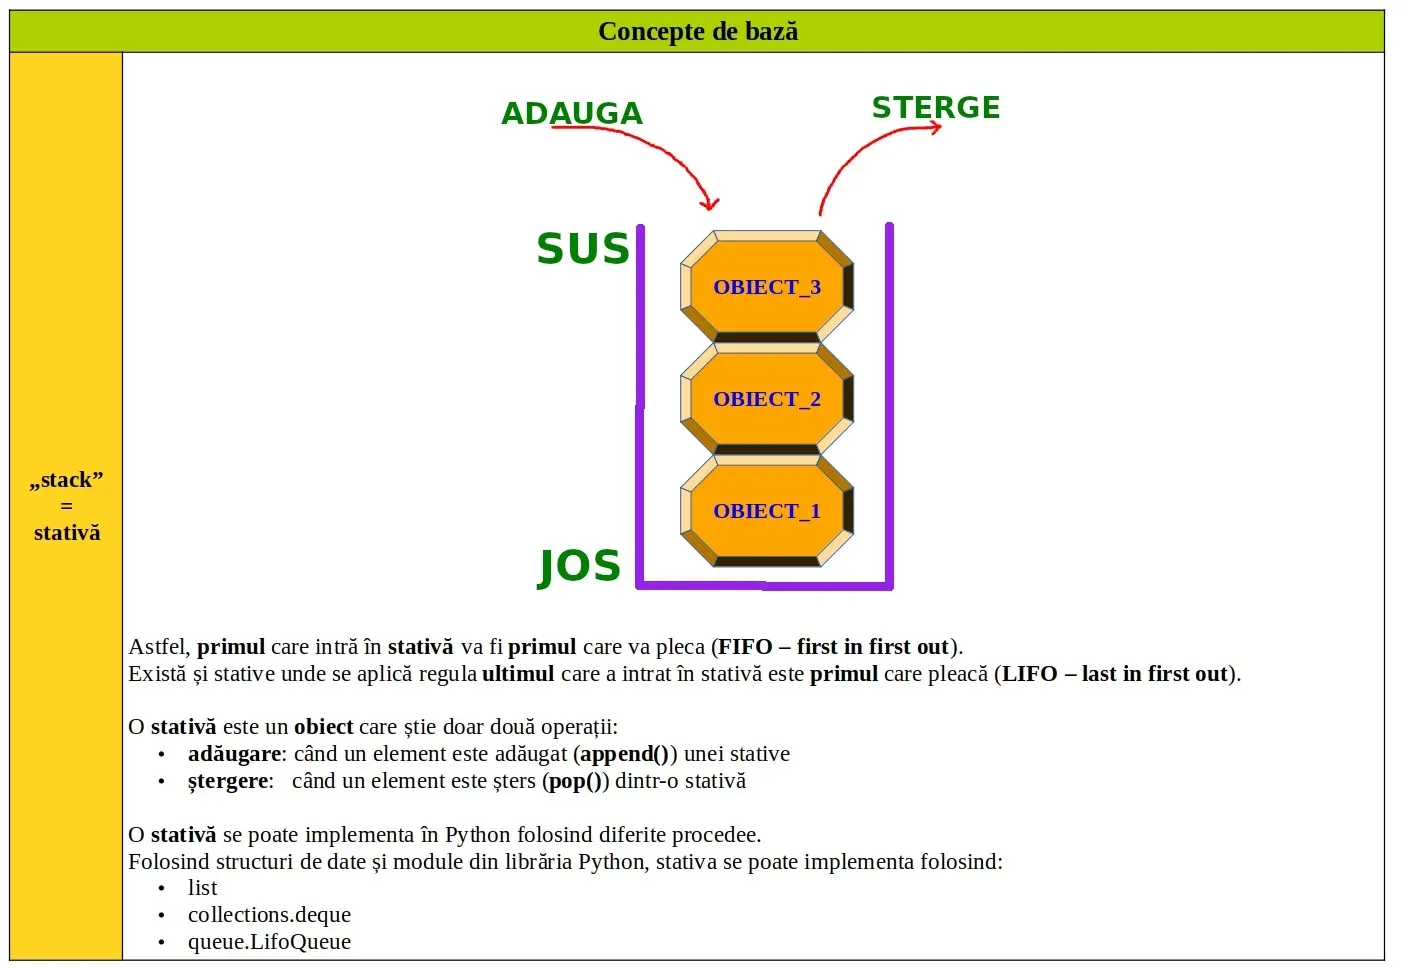 Concepte de bază
ADAUGA
STERGE
SUS
OBIECT_3
OBIECT_2
OBIECT_1
JOS
„stack”
=
stativă
Astfel, primul care intră în stativă va fi primul care va pleca (FIFO – first in first out).
Există și stative unde se aplică regula ultimul care a intrat în stativă este primul care pleacă (LIFO – last in first out).
O stativă este un obiect care știe doar două operații:
• adăugare: când un element este adăugat (append()) unei stative
• ștergere: când un element este șters (pop()) dintr-o stativă
O stativă se poate implementa în Python folosind diferite procedee.
Folosind structuri de date și module din librăria Python, stativa se poate implementa folosind:
• list
• collections.deque
• queue.LifoQueue